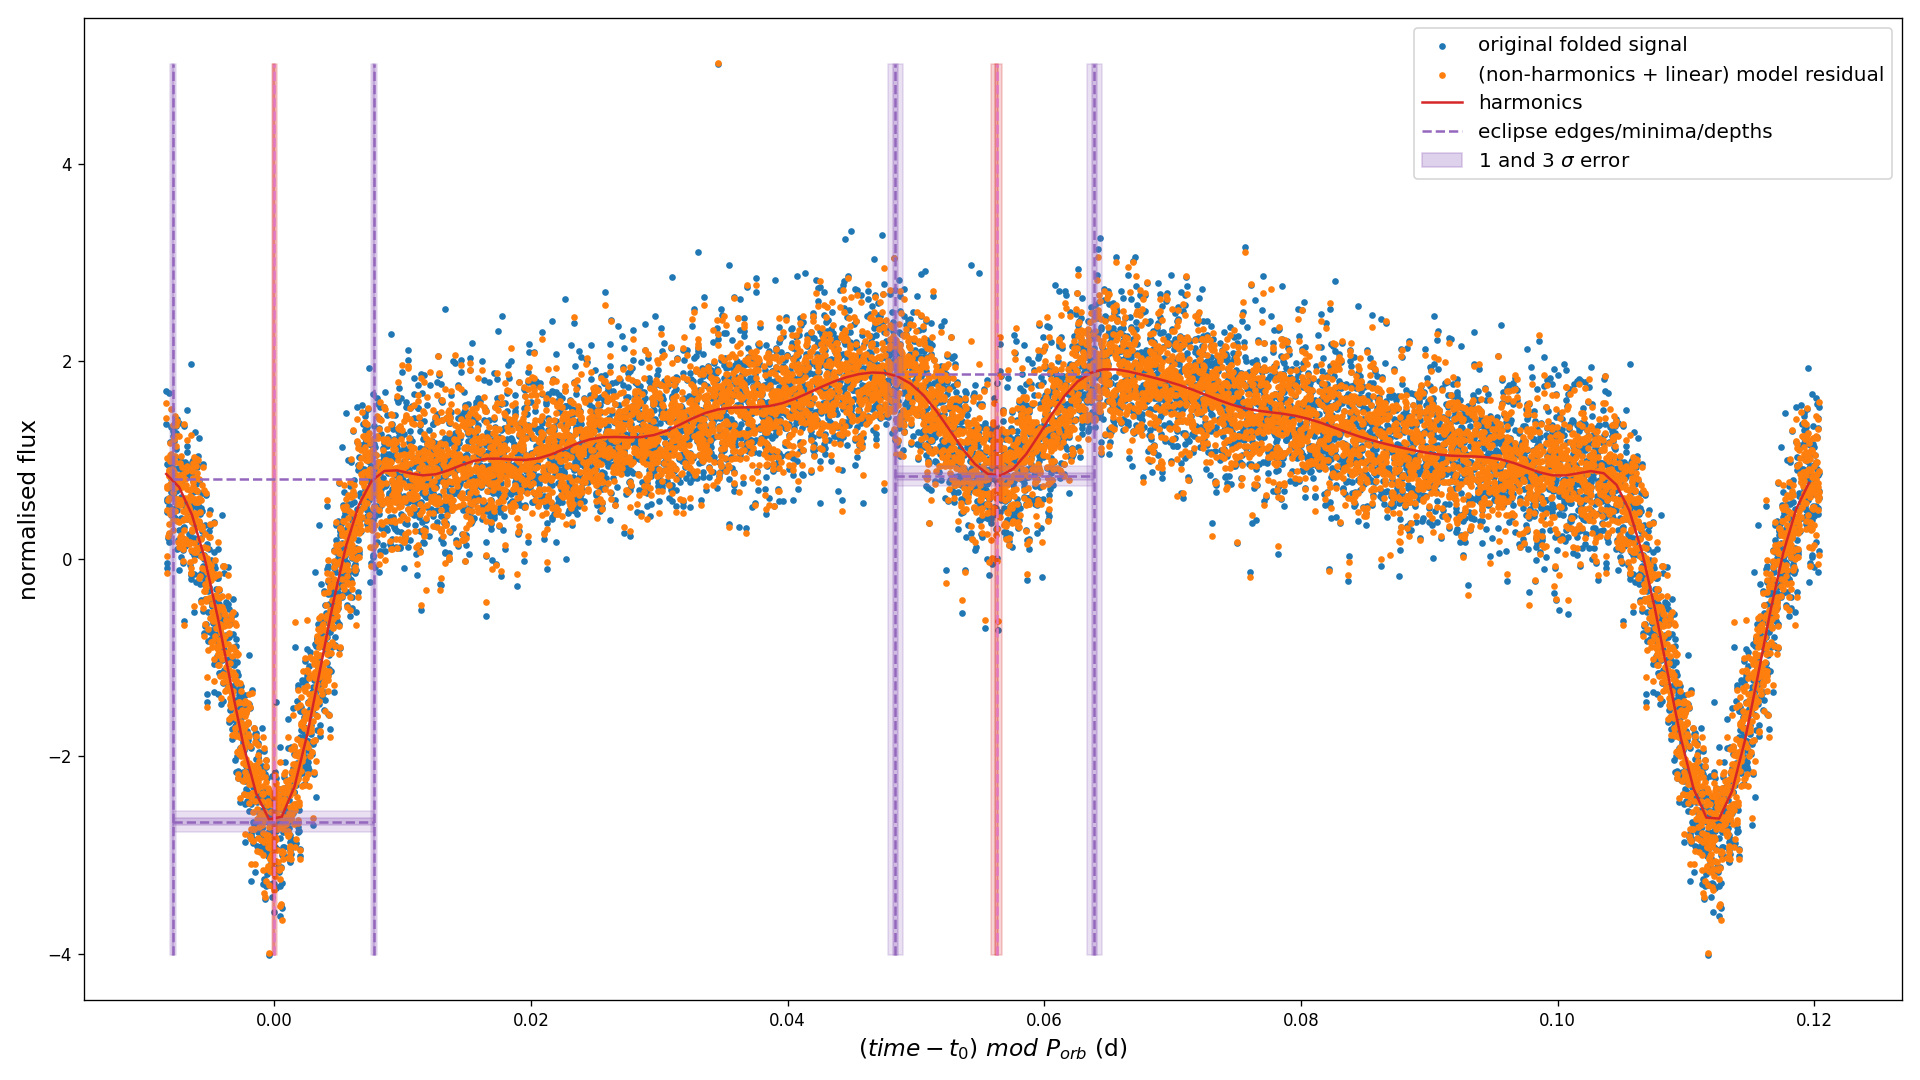 original folded signal
(non-harmonics + linear) model residual
harmonics
eclipse edges/minima/depths
1 and 3 σ error
normalised flux
4
2
0
−2
−4
0.00 0.02 0.04 0.06 0.08 0.10 0.12
(time − t₀) mod Pₒᵣb (d)